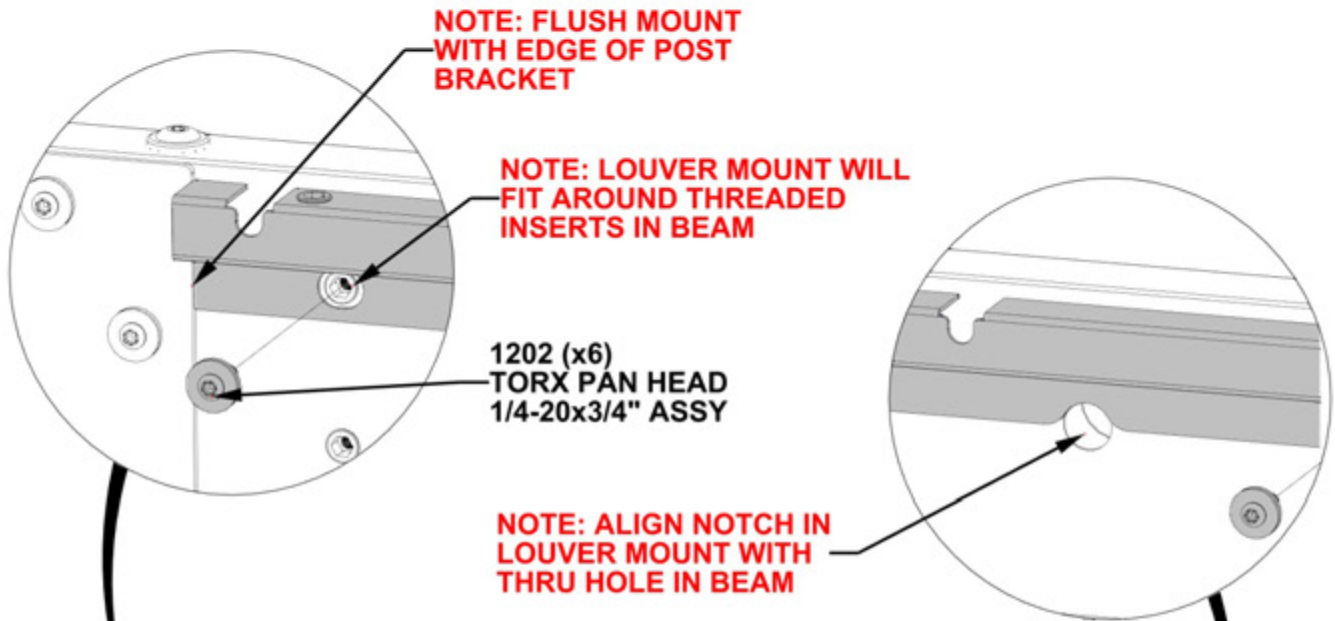 NOTE: FLUSH MOUNT
WITH EDGE OF POST
BRACKET
NOTE: LOUVER MOUNT WILL
FIT AROUND THREADED
INSERTS IN BEAM
1202 (x6)
TORX PAN HEAD
1/4-20x3/4" ASSY
NOTE: ALIGN NOTCH IN
LOUVER MOUNT WITH
THRU HOLE IN BEAM